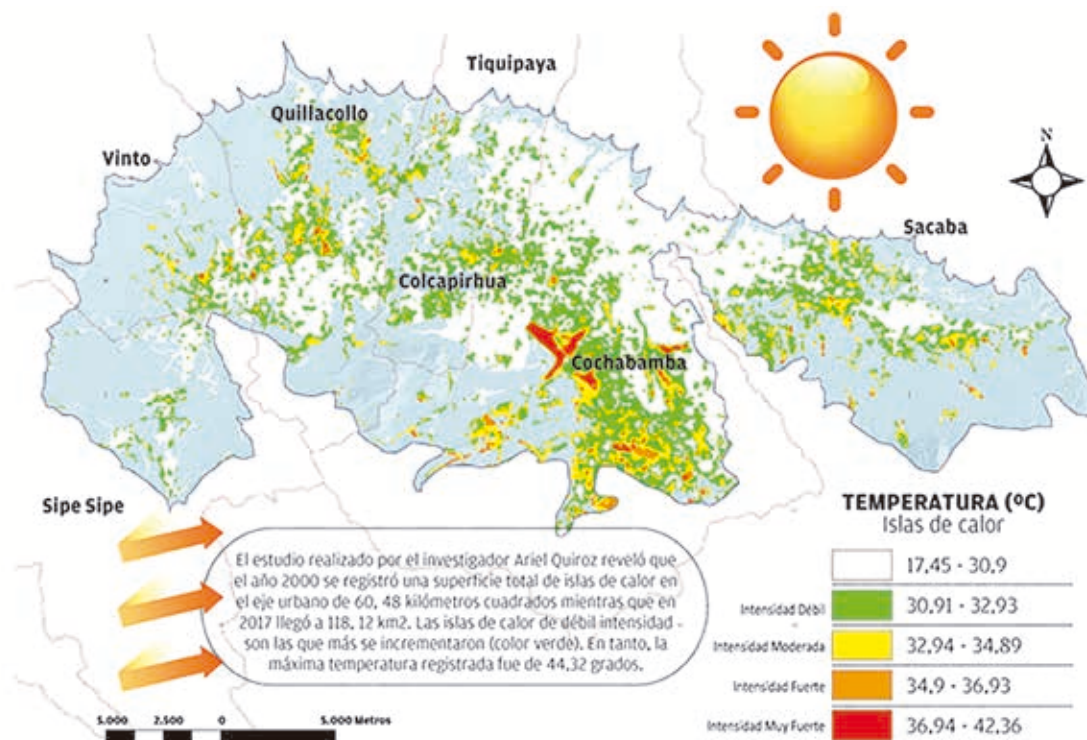 Tiquipaya
Quillacollo
Vinto
N
Sacaba
Colcapirhua
Cochabamba
Sipe Sipe
El estudio realizado por el investigador Ariel Quiroz reveló que
el año 2000 se registró una superficie total de islas de calor en
el eje urbano de 60, 48 kilómetros cuadrados mientras que en
2017 llegó a 118, 12 km2. Las islas de calor de débil intensidad -
son las que más se incrementaron (color verde). En tanto, la
máxima temperatura registrada fue de 44,32 grados.
5.000 2.500 0 5.000 Metros
TEMPERATURA (ºC)
Islas de calor
17,45 - 30,9
Intensidad Débil 30,91 - 32,93
Intensidad Moderada 32,94 - 34,89
Intensidad Fuerte 34,9 - 36,93
Intensidad Muy Fuerte 36,94 - 42,36